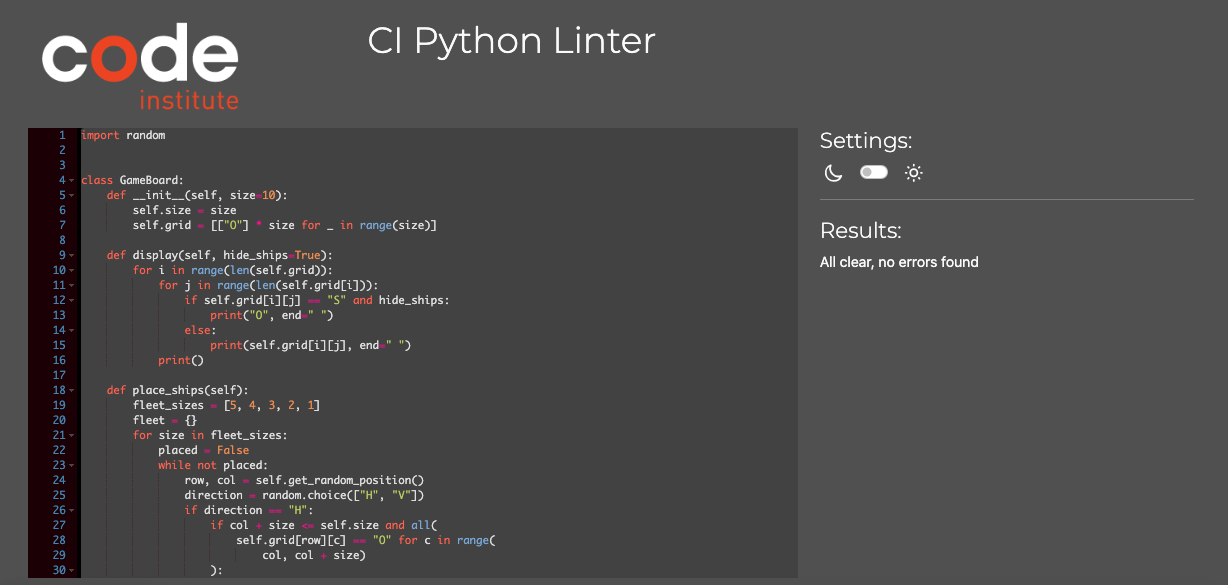 code
institute
CI Python Linter
1 import random
2
3
4 class GameBoard:
5     def __init__(self, size=10):
6         self.size = size
7         self.grid = [["O"] * size for _ in range(size)]
8
9     def display(self, hide_ships=True):
10         for i in range(len(self.grid)):
11             for j in range(len(self.grid[i])):
12                 if self.grid[i][j] == "S" and hide_ships:
13                     print("O", end=" ")
14                 else:
15                     print(self.grid[i][j], end=" ")
16             print()
17
18     def place_ships(self):
19         fleet_sizes = [5, 4, 3, 2, 1]
20         fleet = {}
21         for size in fleet_sizes:
22             placed = False
23             while not placed:
24                 row, col = self.get_random_position()
25                 direction = random.choice(["H", "V"])
26                 if direction == "H":
27                     if col + size <= self.size and all(
28                         self.grid[row][c] == "O" for c in range(
29                             col, col + size)
30                     ):
Settings:
Results:
All clear, no errors found